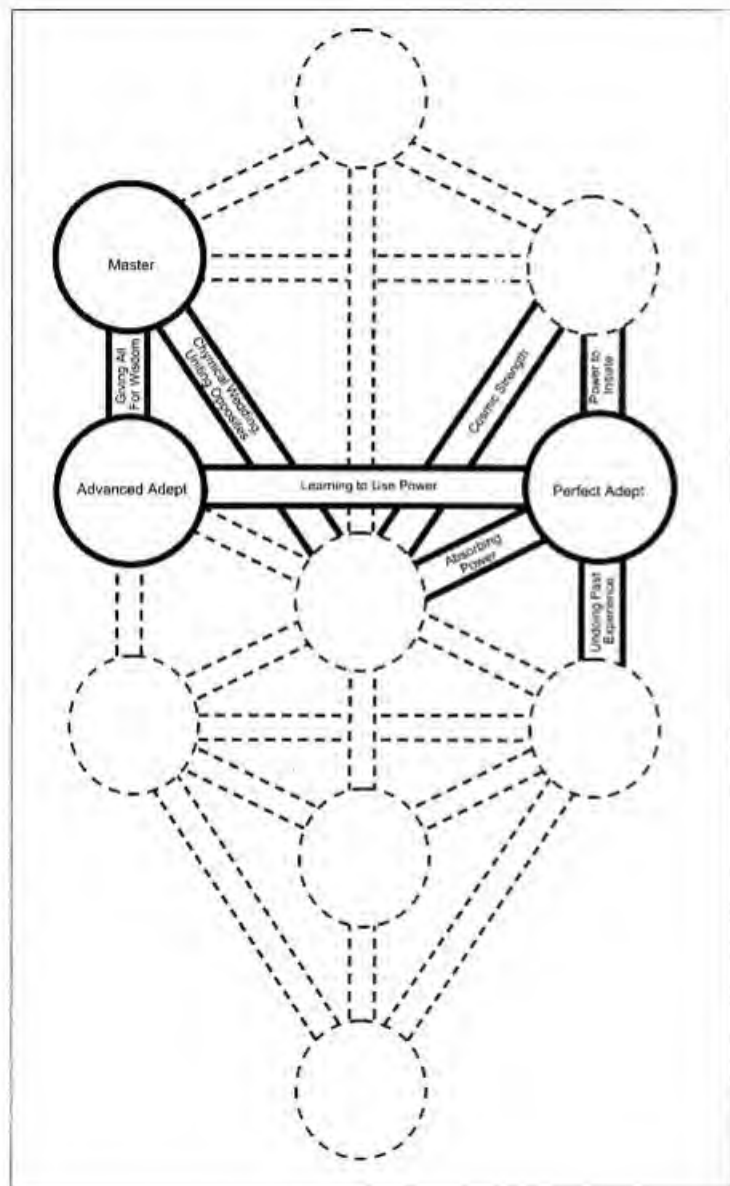 Master
Giving All
For Wisdom
Chymical Wedding,
Uniting Opposites
Cosmic Strength
Power to
Initiate
Advanced Adept
Learning to Use Power
Perfect Adept
Absorbing
Power
Undoing Past
Experience